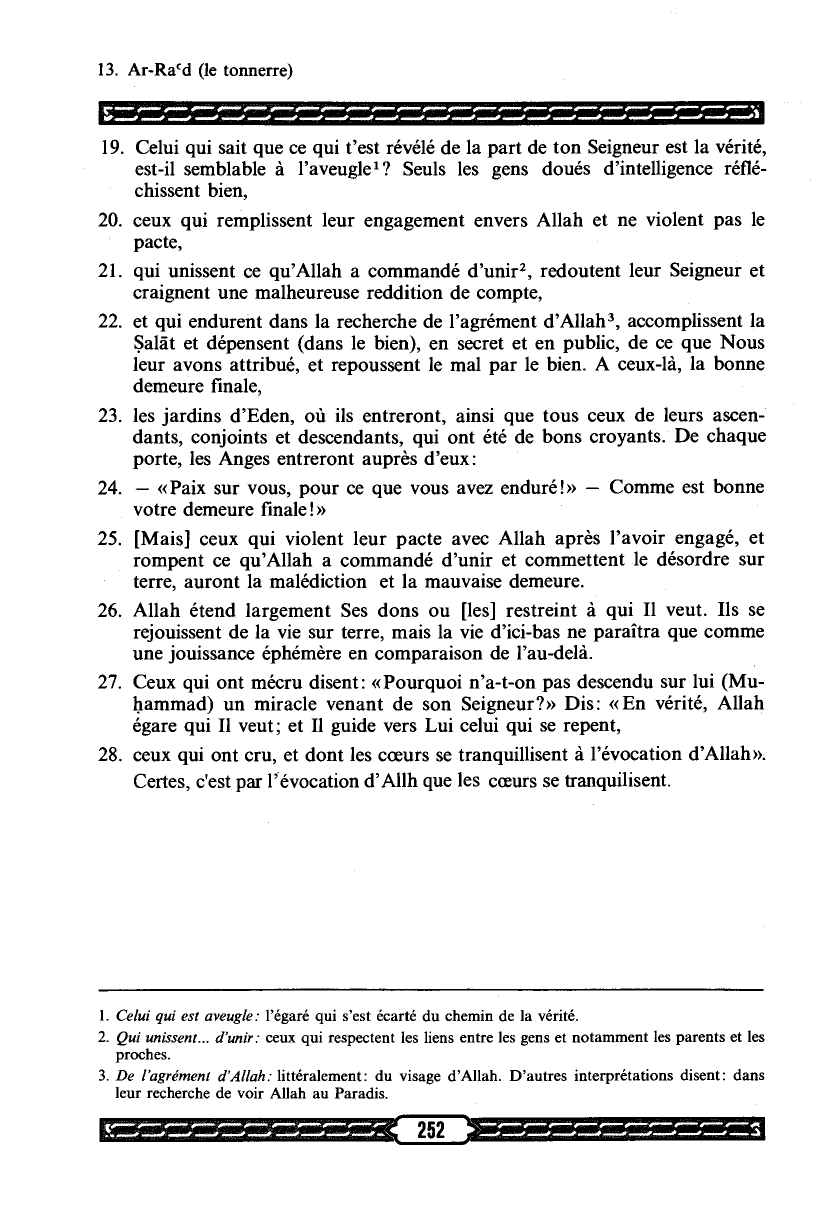 13. Ar-Raᶜd (le tonnerre)
19. Celui qui sait que ce qui t’est révélé de la part de ton Seigneur est la vérité,
est-il semblable à l’aveugle¹? Seuls les gens doués d’intelligence réflé-
chissent bien,
20. ceux qui remplissent leur engagement envers Allah et ne violent pas le
pacte,
21. qui unissent ce qu’Allah a commandé d’unir², redoutent leur Seigneur et
craignent une malheureuse reddition de compte,
22. et qui endurent dans la recherche de l’agrément d’Allah³, accomplissent la
Ṣalāt et dépensent (dans le bien), en secret et en public, de ce que Nous
leur avons attribué, et repoussent le mal par le bien. A ceux-là, la bonne
demeure finale,
23. les jardins d’Eden, où ils entreront, ainsi que tous ceux de leurs ascen-
dants, conjoints et descendants, qui ont été de bons croyants. De chaque
porte, les Anges entreront auprès d’eux:
24. — «Paix sur vous, pour ce que vous avez enduré!» — Comme est bonne
votre demeure finale!»
25. [Mais] ceux qui violent leur pacte avec Allah après l’avoir engagé, et
rompent ce qu’Allah a commandé d’unir et commettent le désordre sur
terre, auront la malédiction et la mauvaise demeure.
26. Allah étend largement Ses dons ou [les] restreint à qui Il veut. Ils se
rejouissent de la vie sur terre, mais la vie d’ici-bas ne paraîtra que comme
une jouissance éphémère en comparaison de l’au-delà.
27. Ceux qui ont mécru disent: «Pourquoi n’a-t-on pas descendu sur lui (Mu-
ḥammad) un miracle venant de son Seigneur?» Dis: «En vérité, Allah
égare qui Il veut; et Il guide vers Lui celui qui se repent,
28. ceux qui ont cru, et dont les cœurs se tranquillisent à l’évocation d’Allah».
Certes, c'est par l’évocation d’Allh que les cœurs se tranquilisent.
1. Celui qui est aveugle: l’égaré qui s’est écarté du chemin de la vérité.
2. Qui unissent... d’unir: ceux qui respectent les liens entre les gens et notamment les parents et les
proches.
3. De l’agrément d’Allah: littéralement: du visage d’Allah. D’autres interprétations disent: dans
leur recherche de voir Allah au Paradis.
252